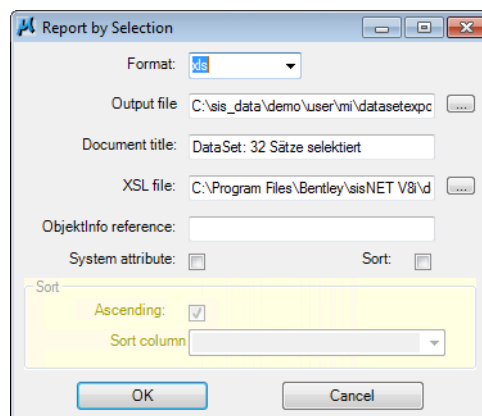 Report by Selection
Format: xls
Output file C:\sis_data\demo\user\mi\datasetexpo
Document title: DataSet: 32 Sätze selektiert
XSL file: C:\Program Files\Bentley\sisNET V8i\d
ObjektInfo reference:
System attribute: Sort:
Sort
Ascending:
Sort column
OK Cancel